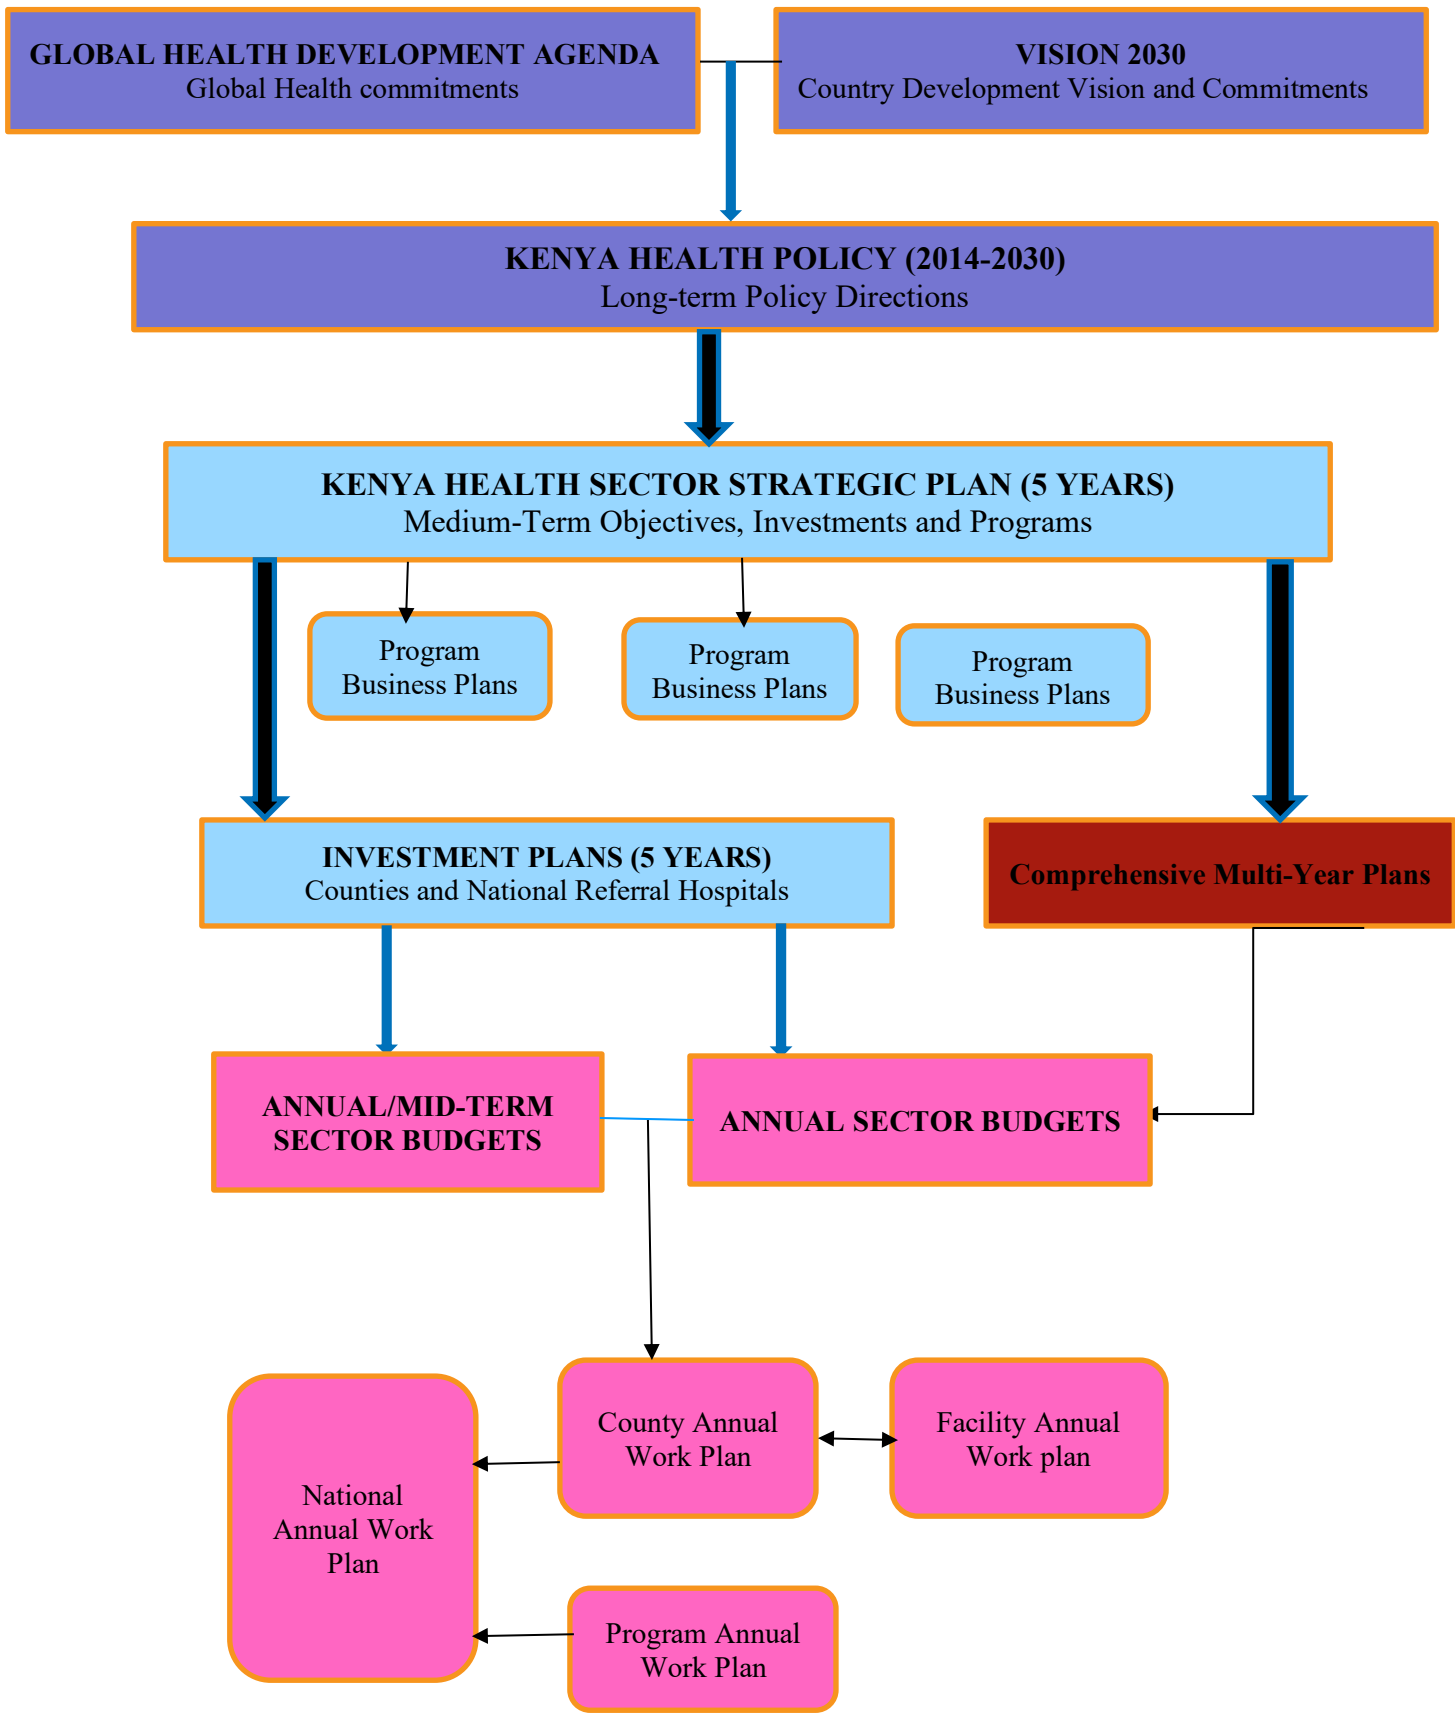 GLOBAL HEALTH DEVELOPMENT AGENDA
Global Health commitments
VISION 2030
Country Development Vision and Commitments
KENYA HEALTH POLICY (2014-2030)
Long-term Policy Directions
KENYA HEALTH SECTOR STRATEGIC PLAN (5 YEARS)
Medium-Term Objectives, Investments and Programs
Program
Business Plans
Program
Business Plans
Program
Business Plans
INVESTMENT PLANS (5 YEARS)
Counties and National Referral Hospitals
Comprehensive Multi-Year Plans
ANNUAL/MID-TERM
SECTOR BUDGETS
ANNUAL SECTOR BUDGETS
County Annual
Work Plan
Facility Annual
Work plan
National
Annual Work
Plan
Program Annual
Work Plan